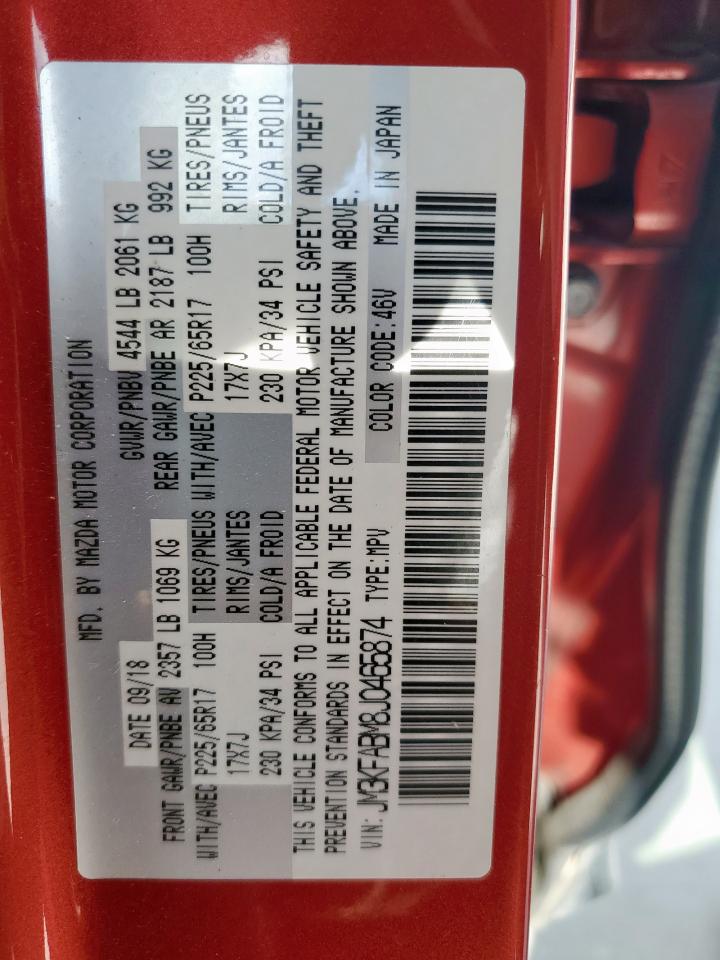 MFD. BY MAZDA MOTOR CORPORATION
DATE 09/18 GVWR/PNBV 4544 LB 2061 KG
FRONT GAWR/PNBE AV 2357 LB 1069 KG REAR GAWR/PNBE AR 2187 LB 992 KG
WITH/AVEC P225/65R17 100H TIRES/PNEUS WITH/AVEC P225/65R17 100H TIRES/PNEUS
17X7J RIMS/JANTES 17X7J RIMS/JANTES
230 KPA/34 PSI COLD/A FROID 230 KPA/34 PSI COLD/A FROID
THIS VEHICLE CONFORMS TO ALL APPLICABLE FEDERAL MOTOR VEHICLE SAFETY AND THEFT
PREVENTION STANDARDS IN EFFECT ON THE DATE OF MANUFACTURE SHOWN ABOVE.
VIN: JM3KFABM8J0465874 TYPE:MPV COLOR CODE:46V MADE IN JAPAN